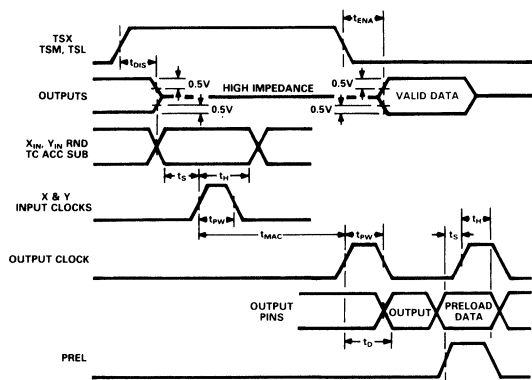 TSX
TSM, TSL
tENA
tDIS
OUTPUTS
0.5V
HIGH IMPEDANCE
0.5V
VALID DATA
0.5V
0.5V
XIN, YIN RND
TC ACC SUB
tS
tH
X & Y
INPUT CLOCKS
tPW
tMAC
tPW
tS
tH
OUTPUT CLOCK
OUTPUT
PINS
OUTPUT
PRELOAD
DATA
tD
PREL